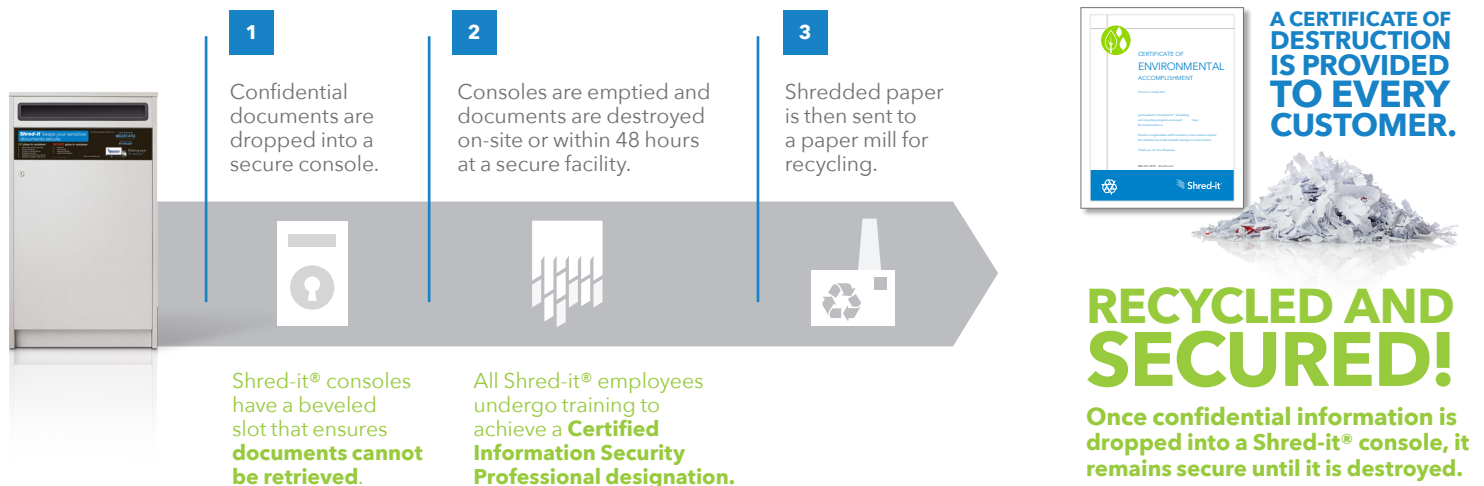 1
Confidential
documents are
dropped into a
secure console.
2
Consoles are emptied and
documents are destroyed
on-site or within 48 hours
at a secure facility.
3
Shredded paper
is then sent to
a paper mill for
recycling.
Shred-it® consoles
have a beveled
slot that ensures
documents cannot
be retrieved.
All Shred-it® employees
undergo training to
achieve a Certified
Information Security
Professional designation.
Shred-it keeps your sensitive
documents secure.
CERTIFICATE OF
ENVIRONMENTAL
ACCOMPLISHMENT
Shred-it
A CERTIFICATE OF
DESTRUCTION
IS PROVIDED
TO EVERY
CUSTOMER.
RECYCLED AND
SECURED!
Once confidential information is
dropped into a Shred-it® console, it
remains secure until it is destroyed.